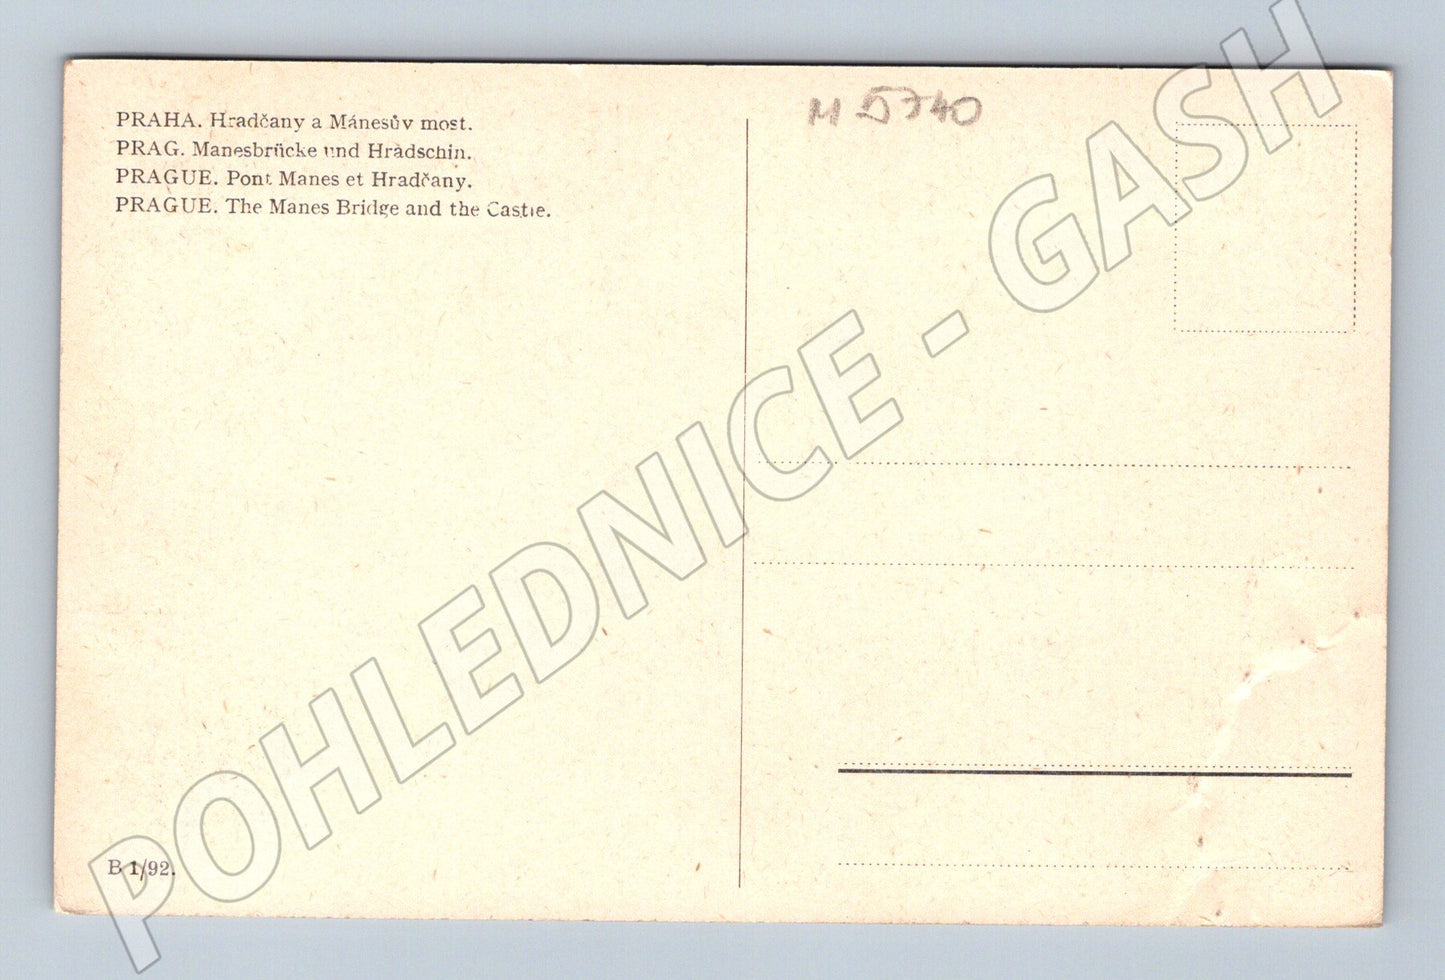 PRAHA. Hradčany a Mánesův most.
PRAG. Manesbrücke und Hradschin.
PRAGUE. Pont Manes et Hradčany.
PRAGUE. The Manes Bridge and the Castle.
M 5740
POHLEDNICE - GASH
B 1/92.